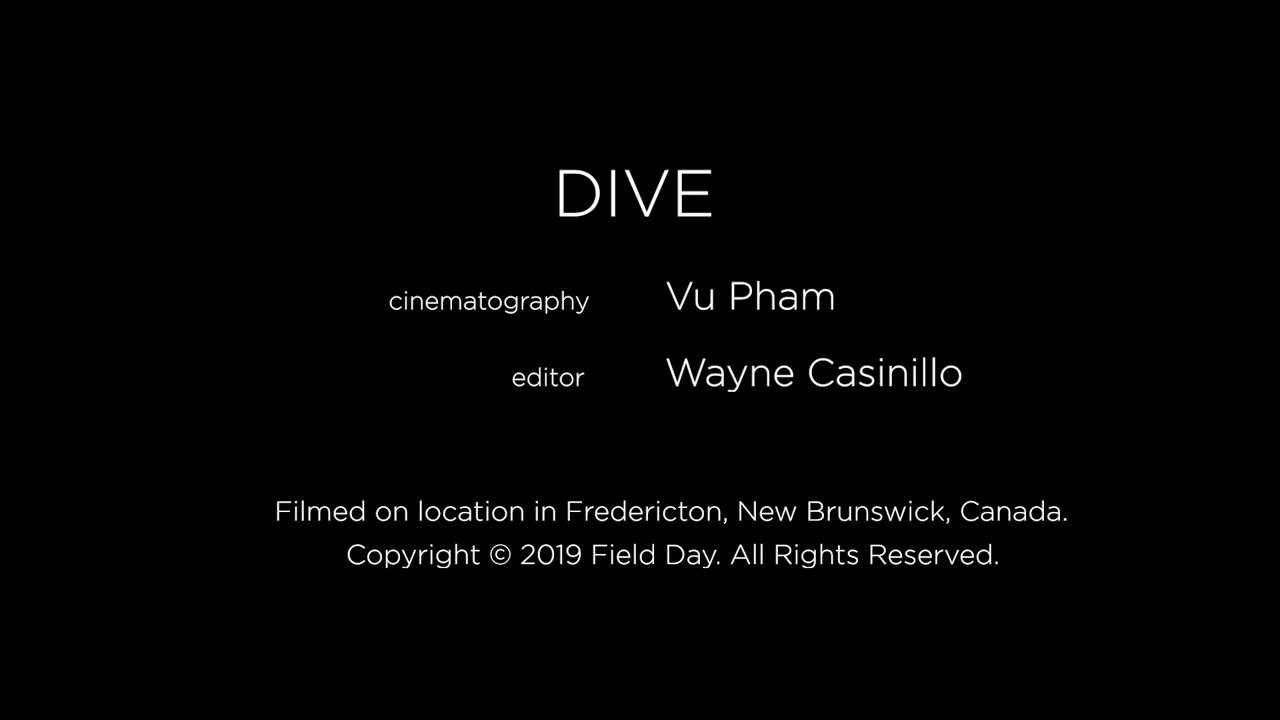 DIVE
cinematography Vu Pham
editor Wayne Casinillo
Filmed on location in Fredericton, New Brunswick, Canada.
Copyright © 2019 Field Day. All Rights Reserved.